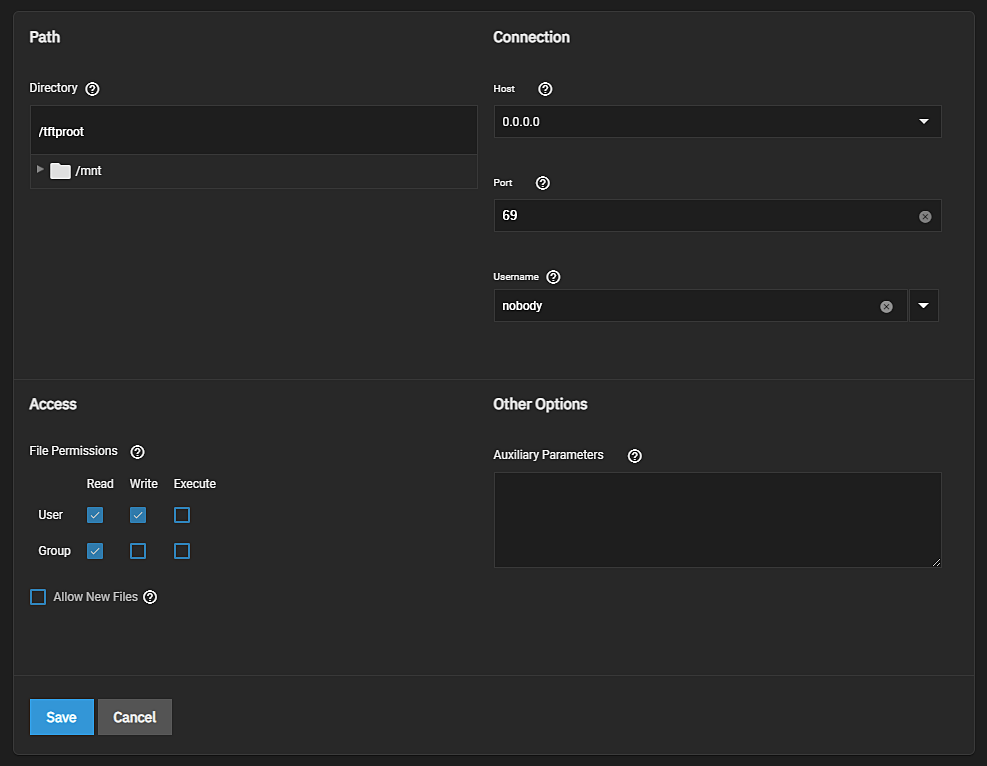 Path
Directory
/tftproot
/mnt
Connection
Host
0.0.0.0
Port
69
Username
nobody
Access
File Permissions
Read Write Execute
User
Group
Allow New Files
Other Options
Auxiliary Parameters
Save Cancel